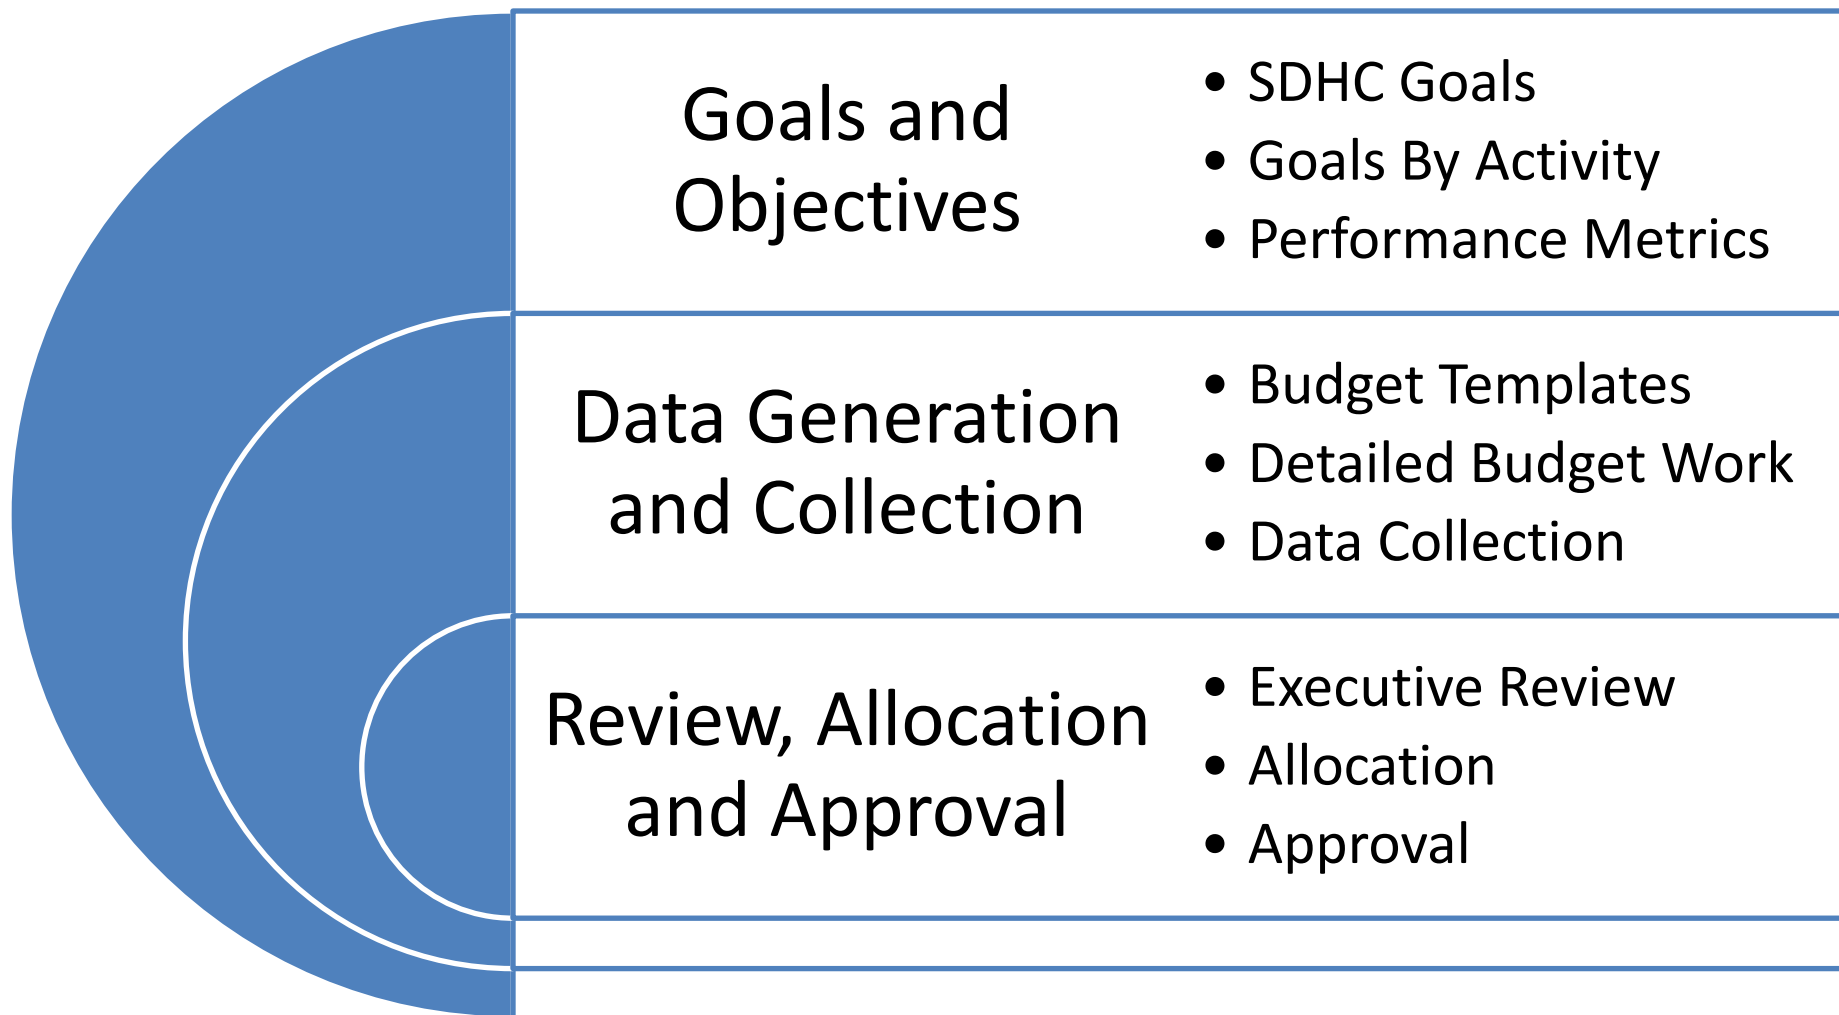 Goals and
Objectives
• SDHC Goals
• Goals By Activity
• Performance Metrics
Data Generation
and Collection
• Budget Templates
• Detailed Budget Work
• Data Collection
Review, Allocation
and Approval
• Executive Review
• Allocation
• Approval